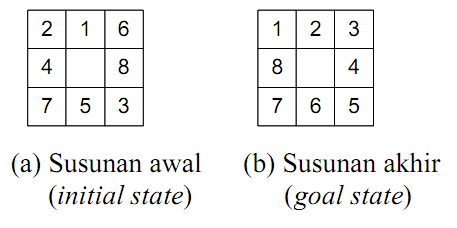 2 1 6
4 8
7 5 3
(a) Susunan awal
(initial state)
1 2 3
8 4
7 6 5
(b) Susunan akhir
(goal state)